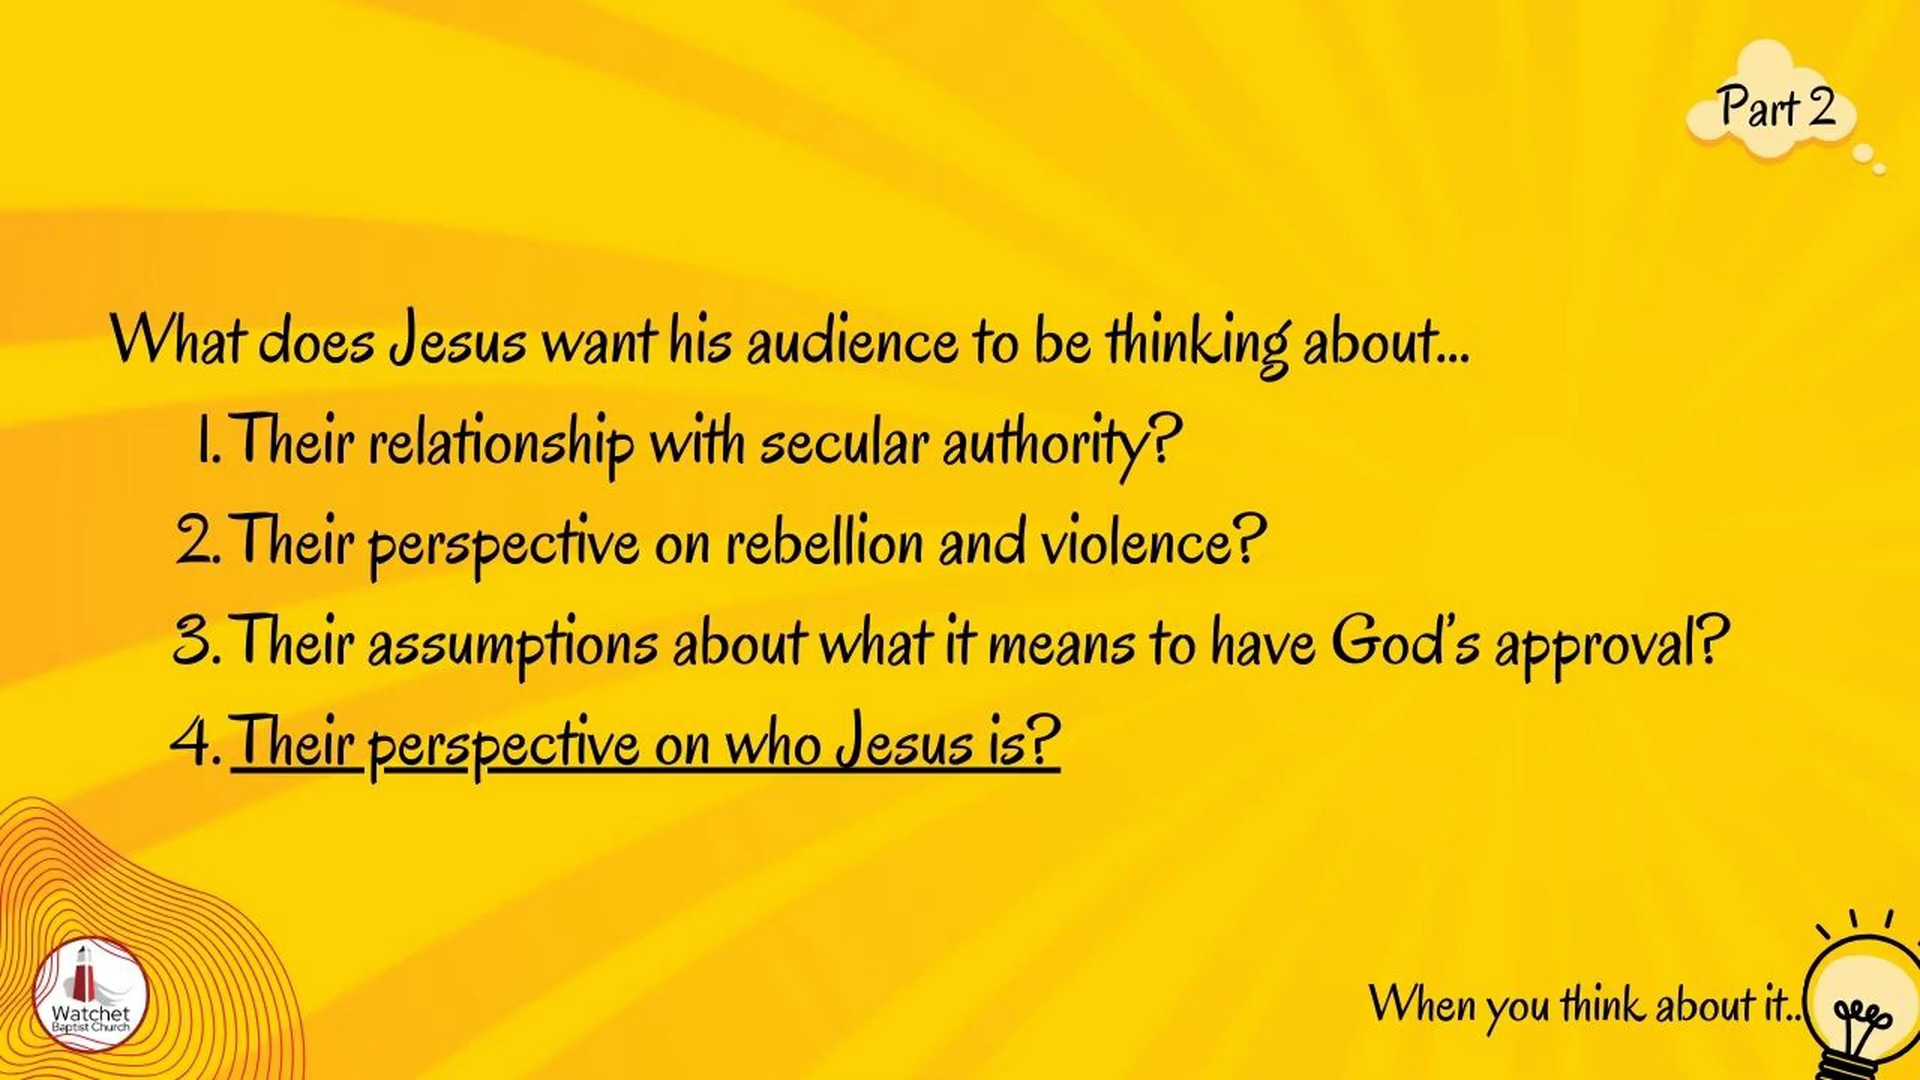 Part 2
What does Jesus want his audience to be thinking about...
1. Their relationship with secular authority?
2. Their perspective on rebellion and violence?
3. Their assumptions about what it means to have God's approval?
4. Their perspective on who Jesus is?
When you think about it..
Watchet
Baptist Church